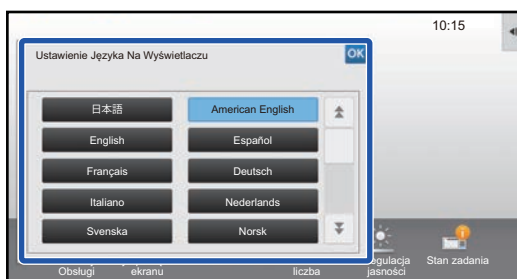 10:15
Ustawienie Języka Na Wyświetlaczu
OK
日本語 American English
English Español
Français Deutsch
Italiano Nederlands
Svenska Norsk
Obsługi ekranu liczba jasności Stan zadania